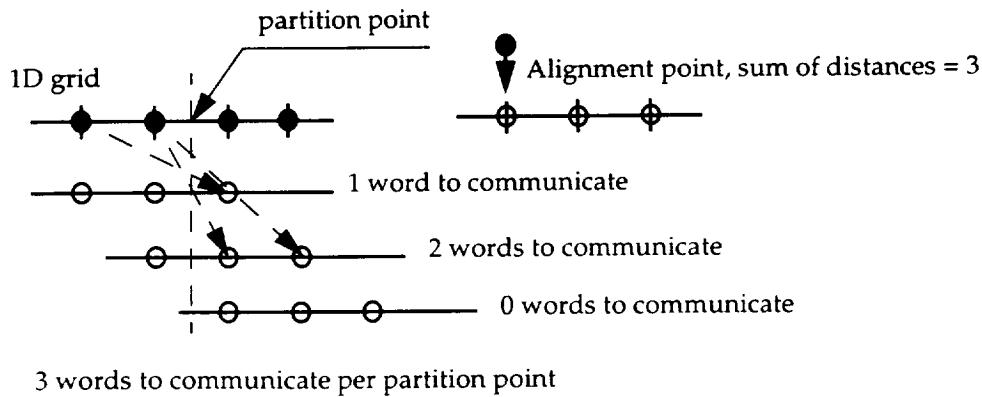 partition point
1D grid
Alignment point, sum of distances = 3
1 word to communicate
2 words to communicate
0 words to communicate
3 words to communicate per partition point